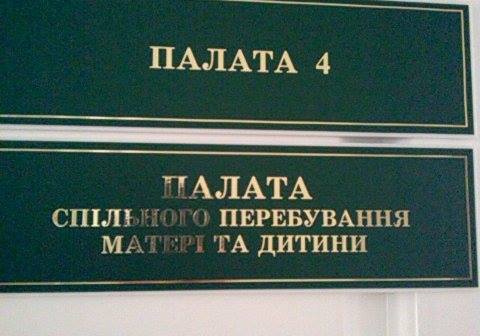 ПАЛАТА 4
ПАЛАТА
СПІЛЬНОГО ПЕРЕБУВАННЯ
МАТЕРІ ТА ДИТИНИ